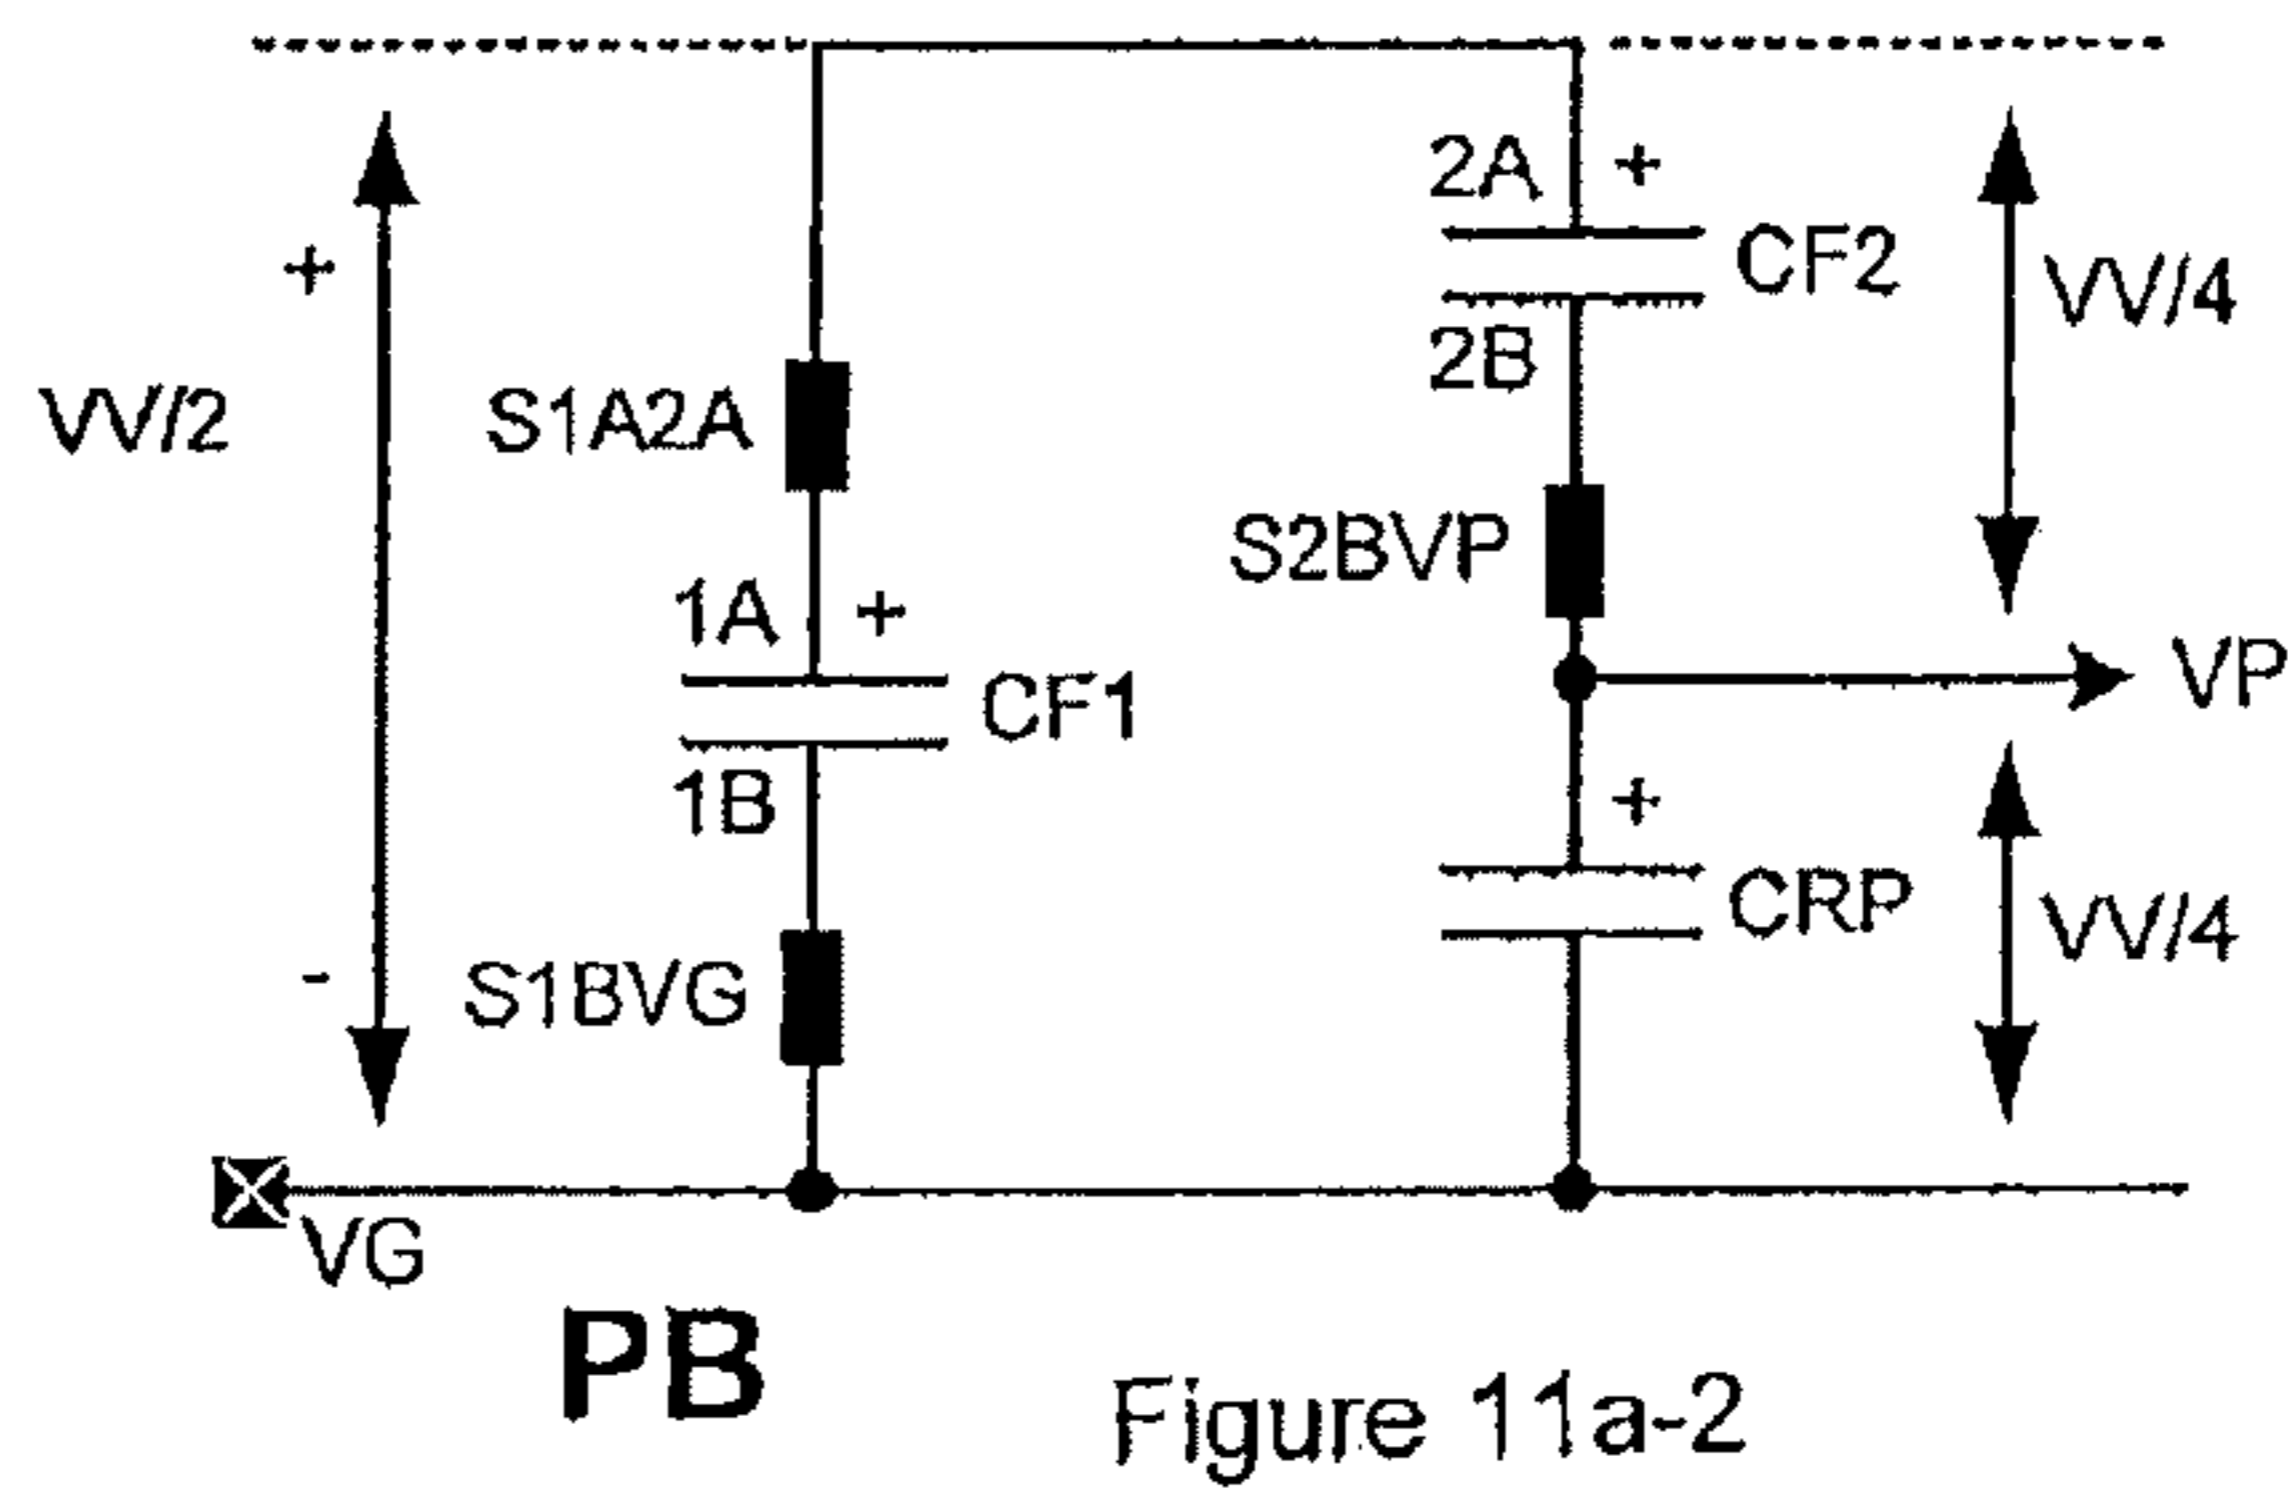 2A +
CF2
+
VV/4
2B
VV/2
S1A2A
S2BVP
1A +
VP
CF1
1B
+
CRP
VV/4
-
S1BVG
VG
PB
Figure 11a-2